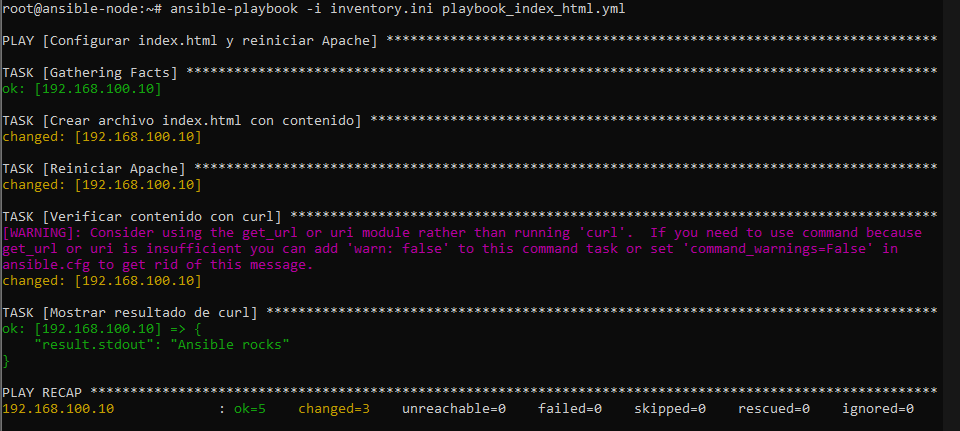 root@ansible-node:~# ansible-playbook -i inventory.ini playbook_index_html.yml
PLAY [Configurar index.html y reiniciar Apache] *********************************************************************
TASK [Gathering Facts] **********************************************************************************************
ok: [192.168.100.10]
TASK [Crear archivo index.html con contenido] ***********************************************************************
changed: [192.168.100.10]
TASK [Reiniciar Apache] *********************************************************************************************
changed: [192.168.100.10]
TASK [Verificar contenido con curl] *********************************************************************************
[WARNING]: Consider using the get_url or uri module rather than running 'curl'.  If you need to use command because
get_url or uri is insufficient you can add 'warn: false' to this command task or set 'command_warnings=False' in
ansible.cfg to get rid of this message.
changed: [192.168.100.10]
TASK [Mostrar resultado de curl] ************************************************************************************
ok: [192.168.100.10] => {
    "result.stdout": "Ansible rocks"
}
PLAY RECAP **********************************************************************************************************
192.168.100.10             : ok=5    changed=3    unreachable=0    failed=0    skipped=0    rescued=0    ignored=0